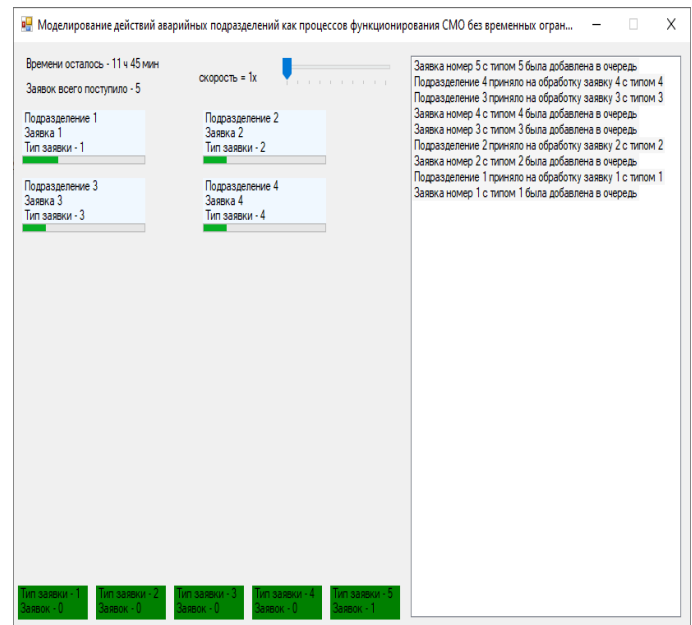 Моделирование действий аварийных подразделений как процессов функционирования СМО без временных огран...
Времени осталось - 11 ч 45 мин
скорость = 1x
Заявок всего поступило - 5
Подразделение 1
Заявка 1
Тип заявки - 1
Подразделение 2
Заявка 2
Тип заявки - 2
Подразделение 3
Заявка 3
Тип заявки - 3
Подразделение 4
Заявка 4
Тип заявки - 4
Заявка номер 5 с типом 5 была добавлена в очередь
Подразделение 4 приняло на обработку заявку 4 с типом 4
Подразделение 3 приняло на обработку заявку 3 с типом 3
Заявка номер 4 с типом 4 была добавлена в очередь
Заявка номер 3 с типом 3 была добавлена в очередь
Подразделение 2 приняло на обработку заявку 2 с типом 2
Заявка номер 2 с типом 2 была добавлена в очередь
Подразделение 1 приняло на обработку заявку 1 с типом 1
Заявка номер 1 с типом 1 была добавлена в очередь
Тип заявки - 1
Заявок - 0
Тип заявки - 2
Заявок - 0
Тип заявки - 3
Заявок - 0
Тип заявки - 4
Заявок - 0
Тип заявки - 5
Заявок - 1